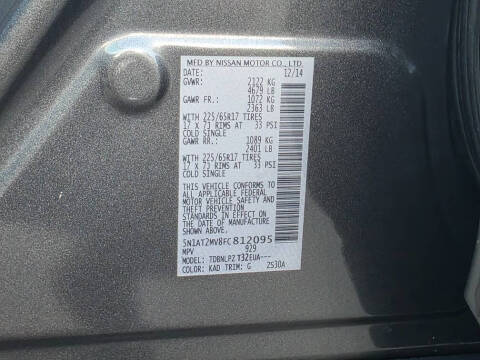 MFD BY NISSAN MOTOR CO., LTD.
DATE: 12/14
GVWR: 2122 KG
4679 LB
GAWR FR.: 1072 KG
2363 LB
WITH 225/65R17 TIRES
17 X 7J RIMS AT 33 PSI
COLD SINGLE
GAWR RR.: 1089 KG
2401 LB
WITH 225/65R17 TIRES
17 X 7J RIMS AT 33 PSI
COLD SINGLE
THIS VEHICLE CONFORMS TO
ALL APPLICABLE FEDERAL
MOTOR VEHICLE SAFETY AND
THEFT PREVENTION
STANDARDS IN EFFECT ON
THE DATE OF MANUFACTURE
SHOWN ABOVE
5N1AT2MV8FC812095
MPV 929
MODEL: TDBNLPZ T32EUA---
COLOR: KAD TRIM: G 2S30A